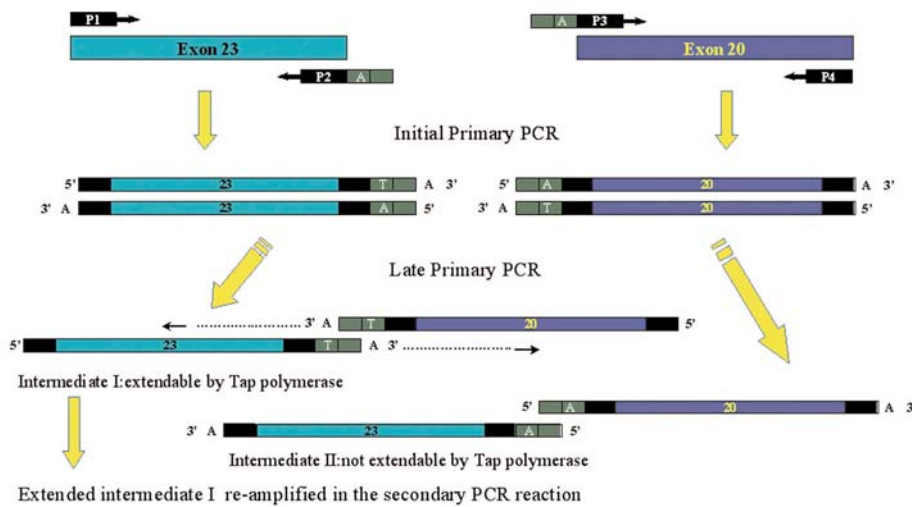 P1
A P3
Exon 23
Exon 20
P2 A
P4
Initial Primary PCR
5' 23 T A 3'
3' A 23 A 5'
5' A 20 A 3'
3' A T 20 5'
Late Primary PCR
3' A T 20 5'
5' 23 T A 3'
Intermediate I:extendable by Tap polymerase
5' A 20 A 3'
3' A 23 A 5'
Intermediate II:not extendable by Tap polymerase
Extended intermediate I re-amplified in the secondary PCR reaction